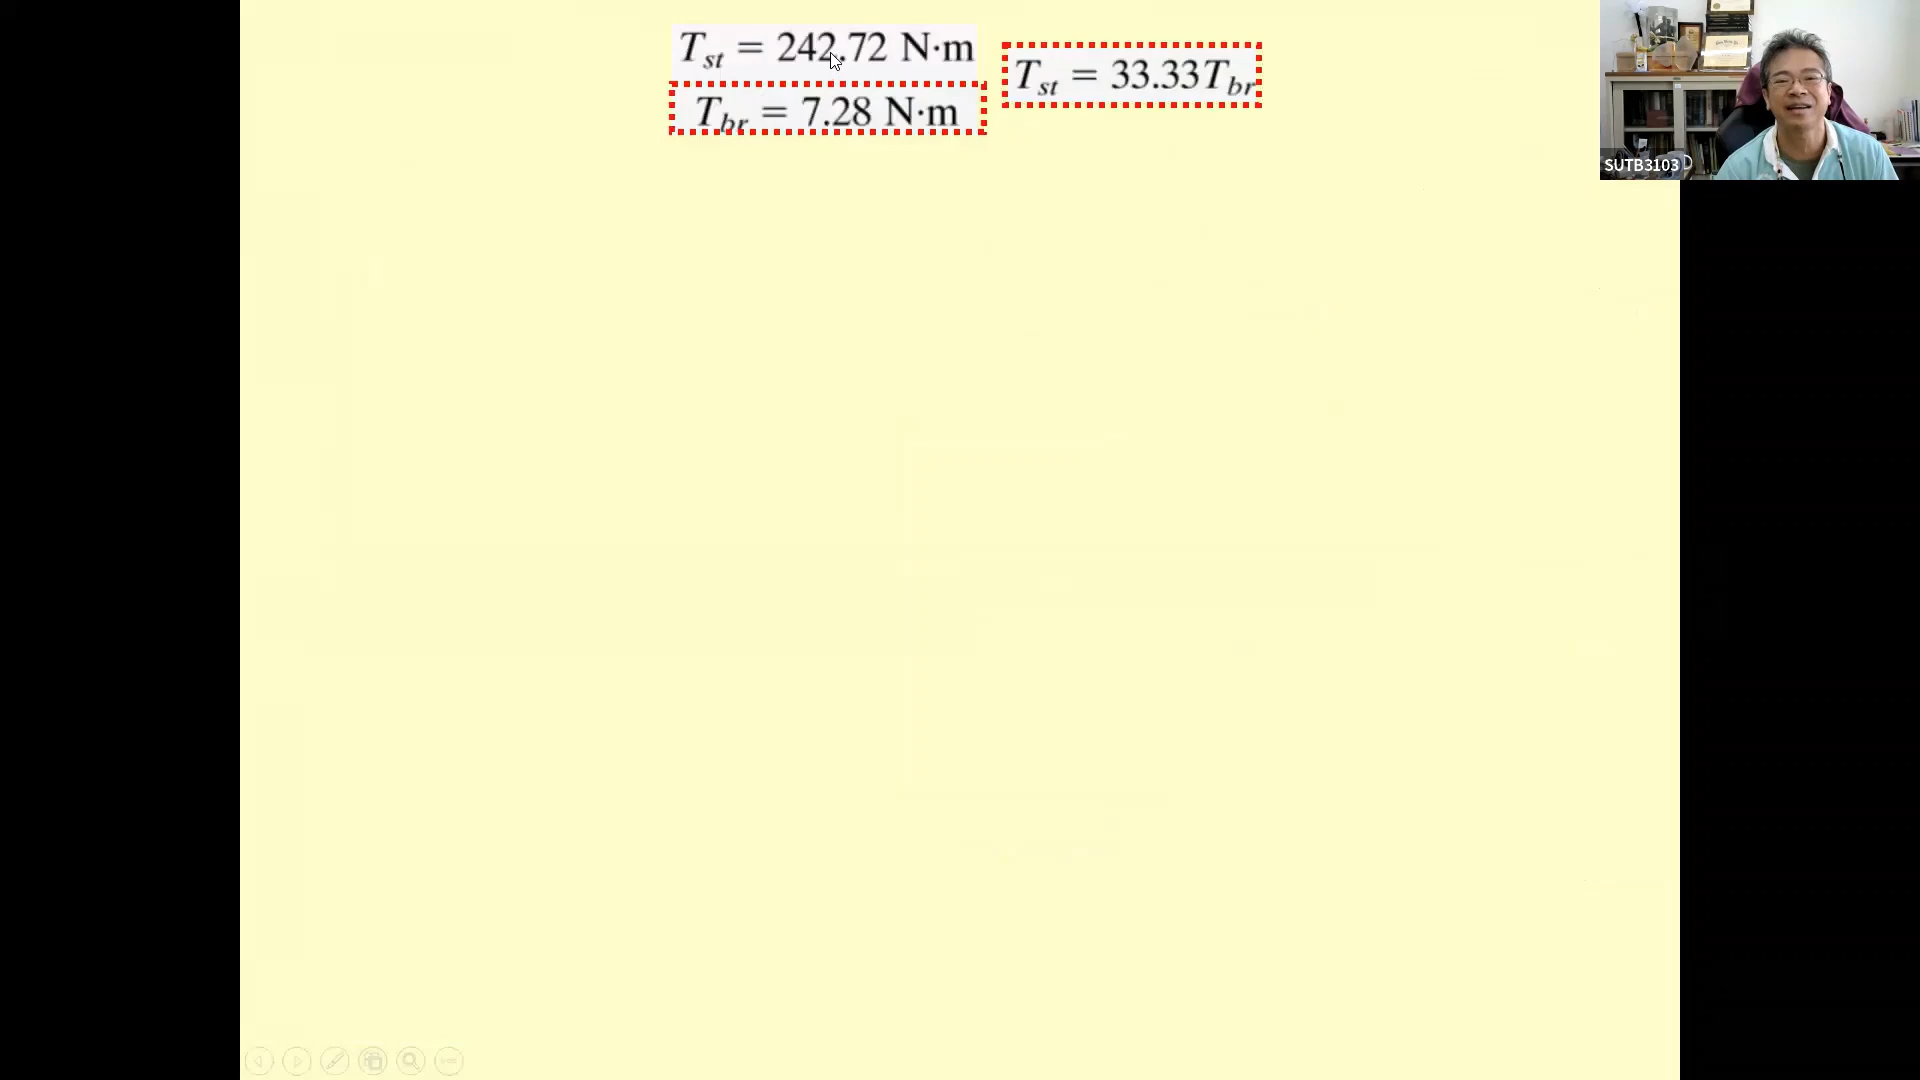 T_st = 242.72 N·m
T_br = 7.28 N·m
T_st = 33.33T_br
SUTB3103